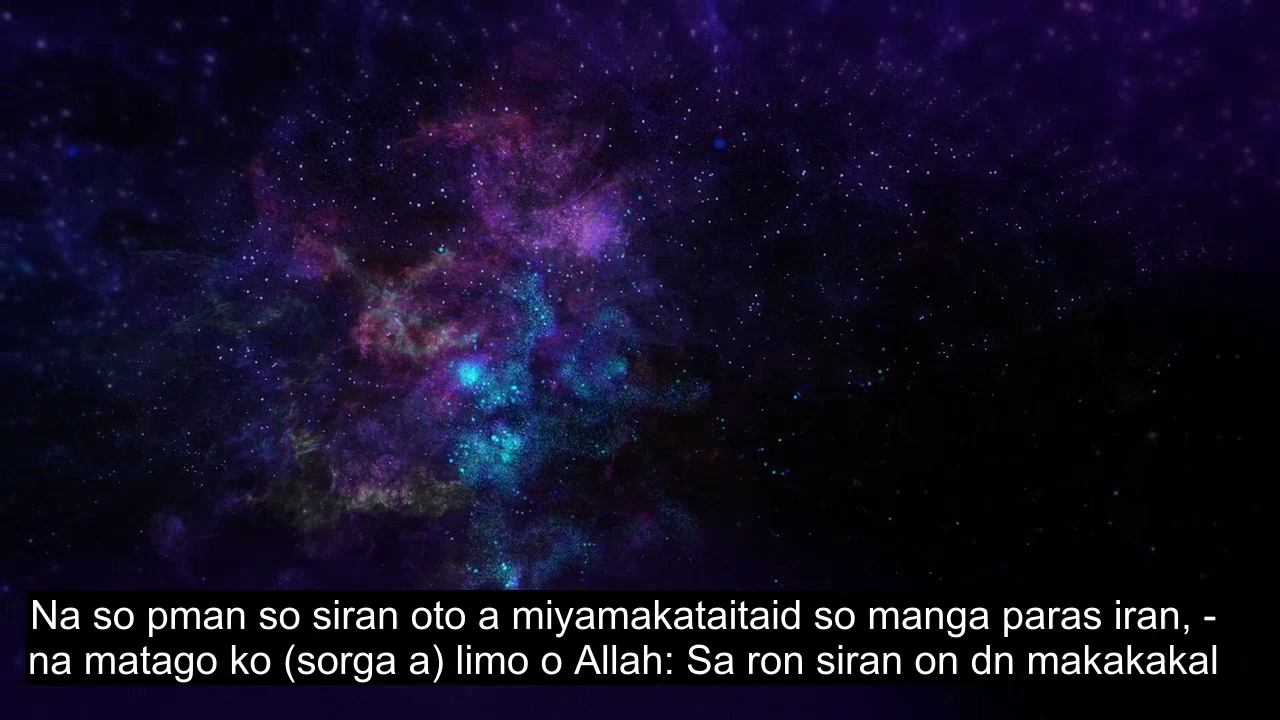 Na so pman so siran oto a miyamakataitaid so manga paras iran, -
na matago ko (sorga a) limo o Allah: Sa ron siran on dn makakakal